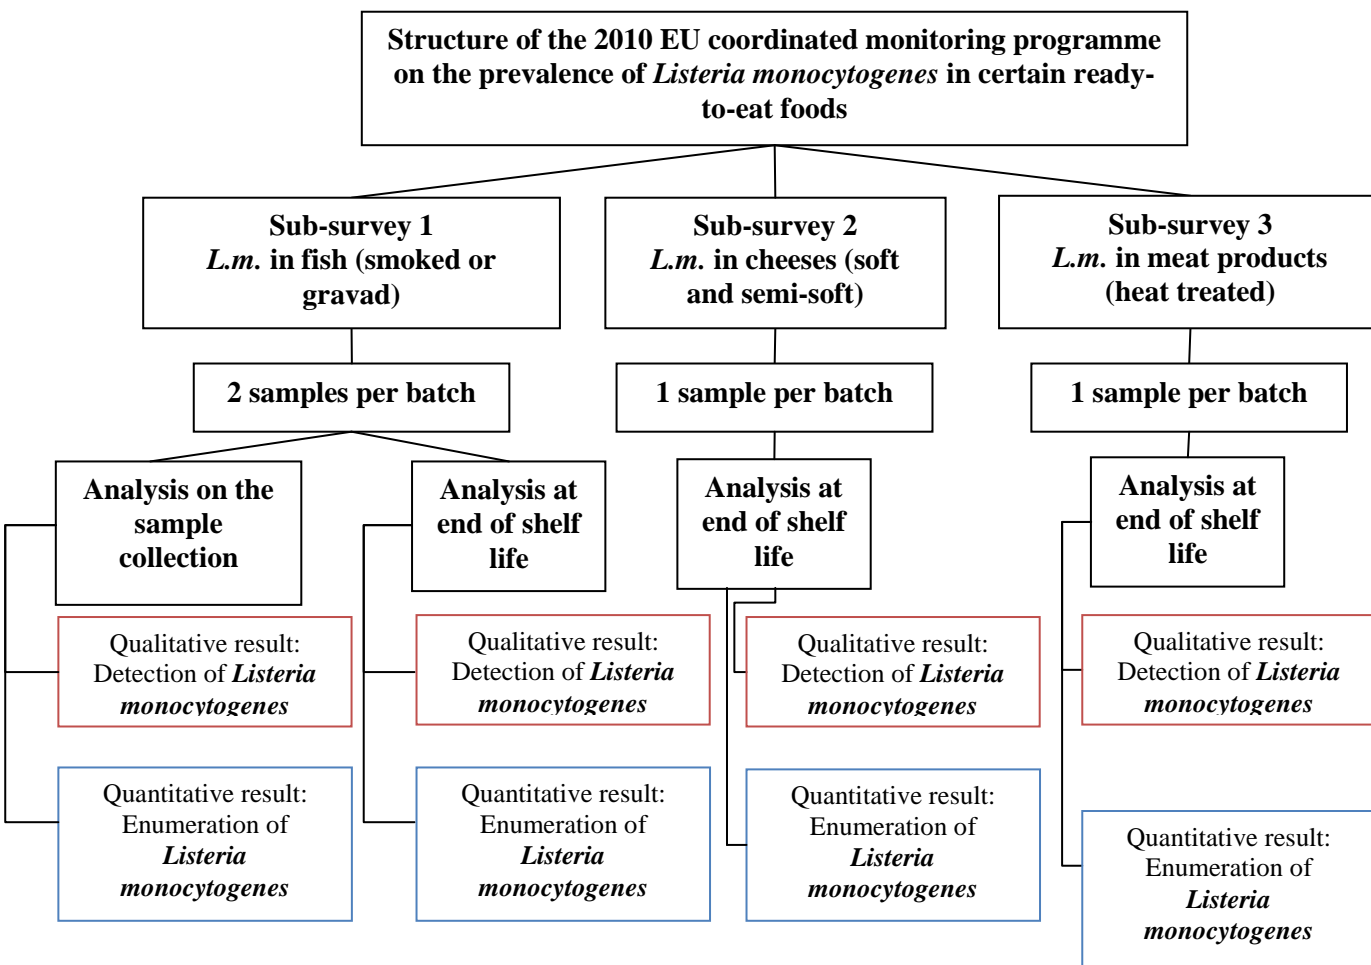 Structure of the 2010 EU coordinated monitoring programme
on the prevalence of Listeria monocytogenes in certain ready-
to-eat foods
Sub-survey 1
L.m. in fish (smoked or
gravad)
Sub-survey 2
L.m. in cheeses (soft
and semi-soft)
Sub-survey 3
L.m. in meat products
(heat treated)
2 samples per batch
1 sample per batch
1 sample per batch
Analysis on the
sample
collection
Analysis at
end of shelf
life
Analysis at
end of shelf
life
Analysis at
end of shelf
life
Qualitative result:
Detection of Listeria
monocytogenes
Qualitative result:
Detection of Listeria
monocytogenes
Qualitative result:
Detection of Listeria
monocytogenes
Qualitative result:
Detection of Listeria
monocytogenes
Quantitative result:
Enumeration of
Listeria
monocytogenes
Quantitative result:
Enumeration of
Listeria
monocytogenes
Quantitative result:
Enumeration of
Listeria
monocytogenes
Quantitative result:
Enumeration of
Listeria
monocytogenes